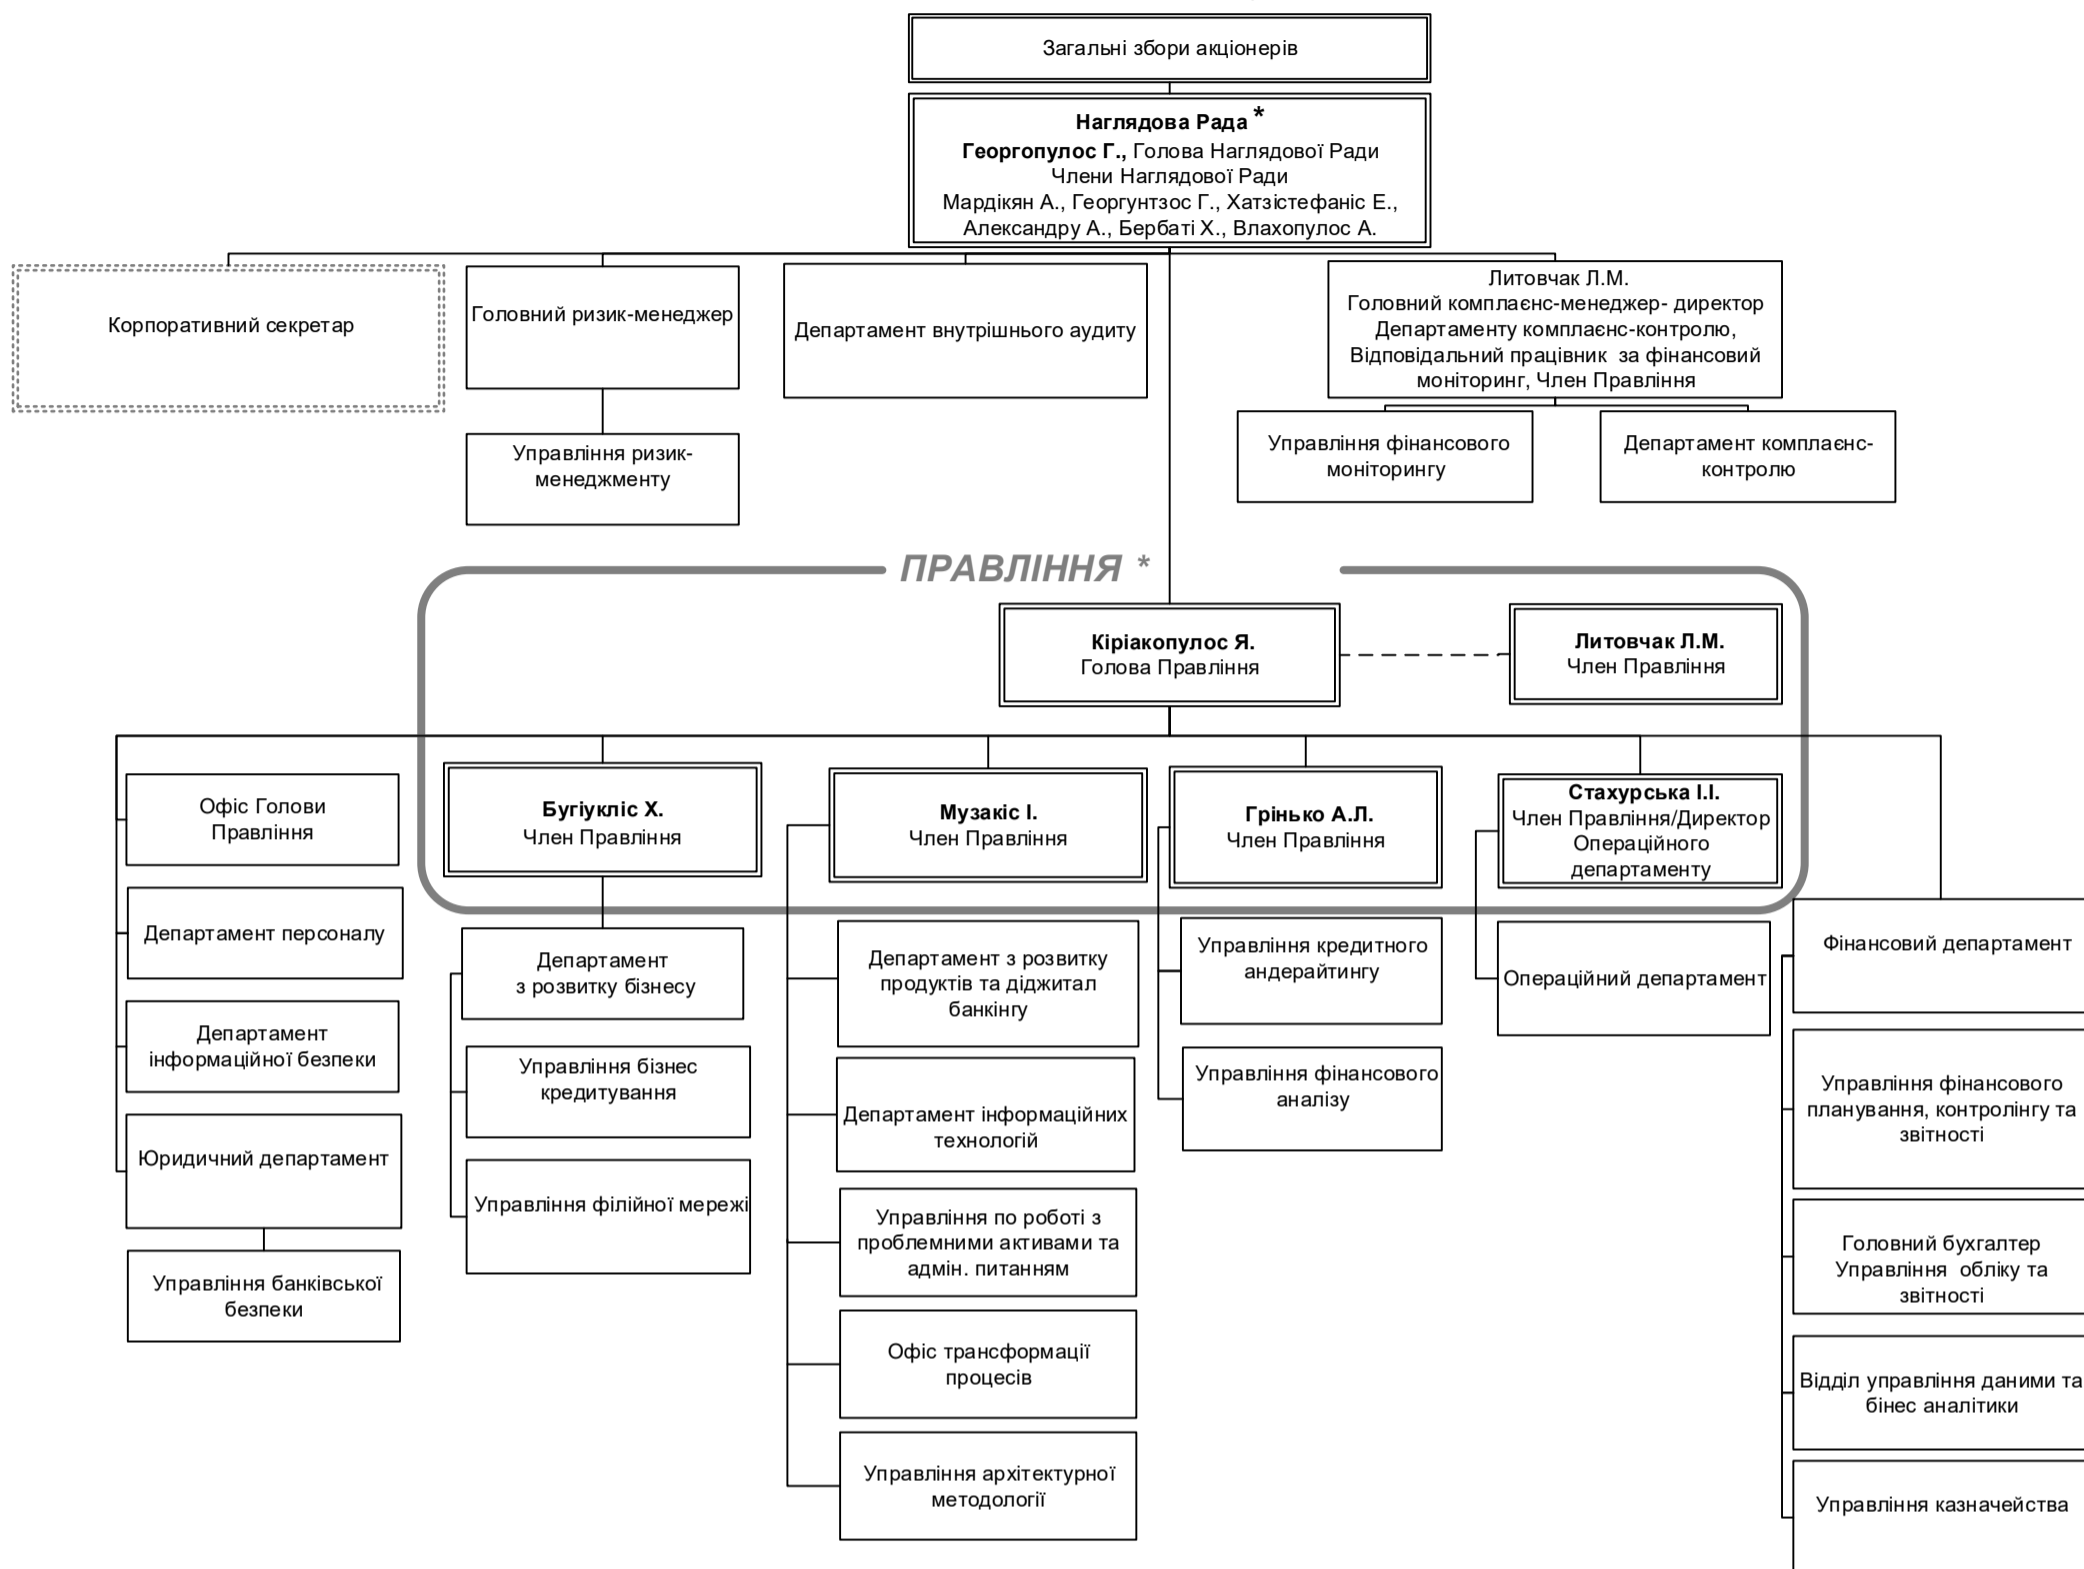 Загальні збори акціонерів
Наглядова Рада *
Георгопулос Г., Голова Наглядової Ради
Члени Наглядової Ради
Мардікян А., Георгунтзос Г., Хатзістефаніс Е.,
Александру А., Бербаті Х., Влахопулос А.
Корпоративний секретар
Головний ризик-менеджер
Департамент внутрішнього аудиту
Литовчак Л.М.
Головний комплаєнс-менеджер- директор
Департаменту комплаєнс-контролю,
Відповідальний працівник за фінансовий
моніторинг, Член Правління
Управління ризик-
менеджменту
Управління фінансового
моніторингу
Департамент комплаєнс-
контролю
ПРАВЛІННЯ *
Кіріакопулос Я.
Голова Правління
Литовчак Л.М.
Член Правління
Офіс Голови
Правління
Департамент персоналу
Департамент
інформаційної безпеки
Юридичний департамент
Управління банківської
безпеки
Бугіукліс Х.
Член Правління
Департамент
з розвитку бізнесу
Управління бізнес
кредитування
Управління філійної мережі
Музакіс І.
Член Правління
Департамент з розвитку
продуктів та діджитал
банкінгу
Департамент інформаційних
технологій
Управління по роботі з
проблемними активами та
адмін. питанням
Офіс трансформації
процесів
Управління архітектурної
методології
Грінько А.Л.
Член Правління
Управління кредитного
андерайтингу
Управління фінансового
аналізу
Стахурська І.І.
Член Правління/Директор
Операційного
департаменту
Операційний департамент
Фінансовий департамент
Управління фінансового
планування, контролінгу та
звітності
Головний бухгалтер
Управління обліку та
звітності
Відділ управління даними та
бінес аналітики
Управління казначейства